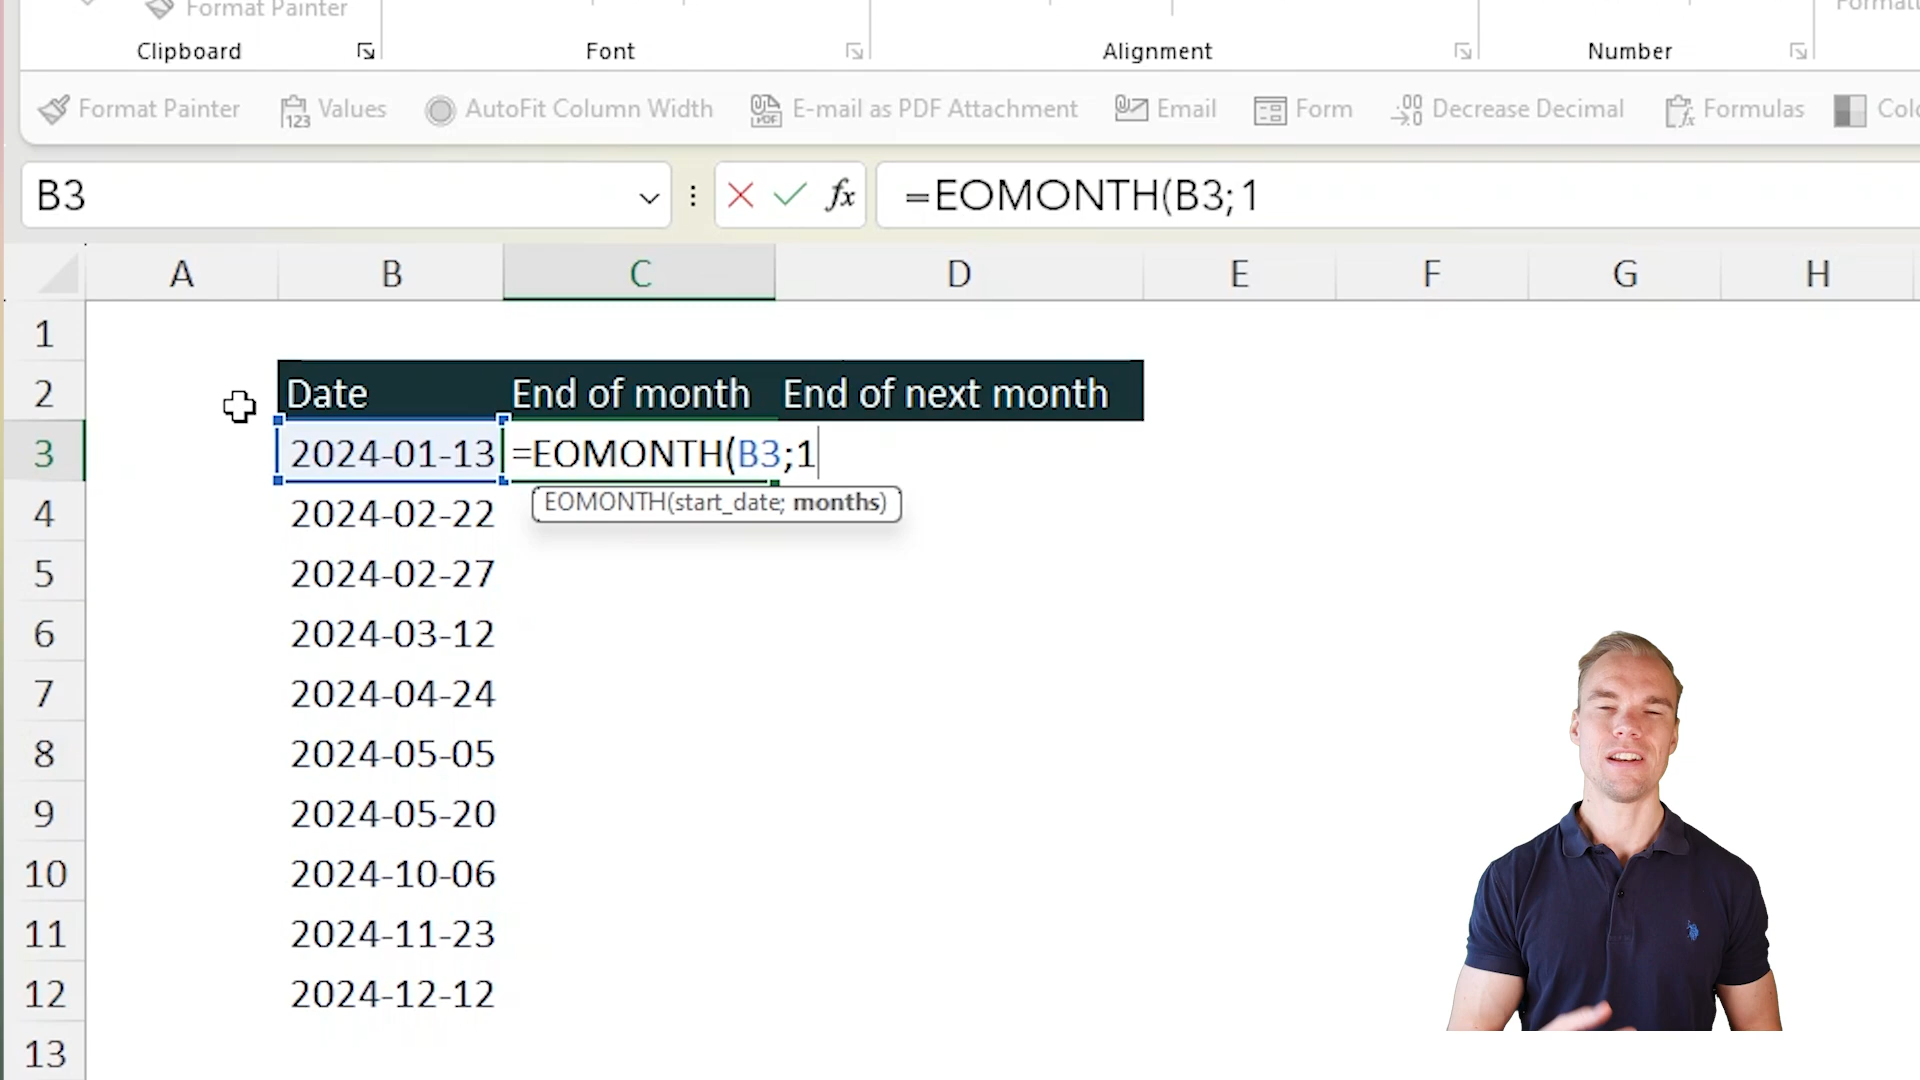 Format Painter
Clipboard Font Alignment Number
Format Painter Values AutoFit Column Width E-mail as PDF Attachment Email Form Decrease Decimal Formulas
B3 fx =EOMONTH(B3;1
A B C D E F G H
1
2 Date End of month End of next month
3 2024-01-13 =EOMONTH(B3;1
EOMONTH(start_date; months)
4 2024-02-22
5 2024-02-27
6 2024-03-12
7 2024-04-24
8 2024-05-05
9 2024-05-20
10 2024-10-06
11 2024-11-23
12 2024-12-12
13